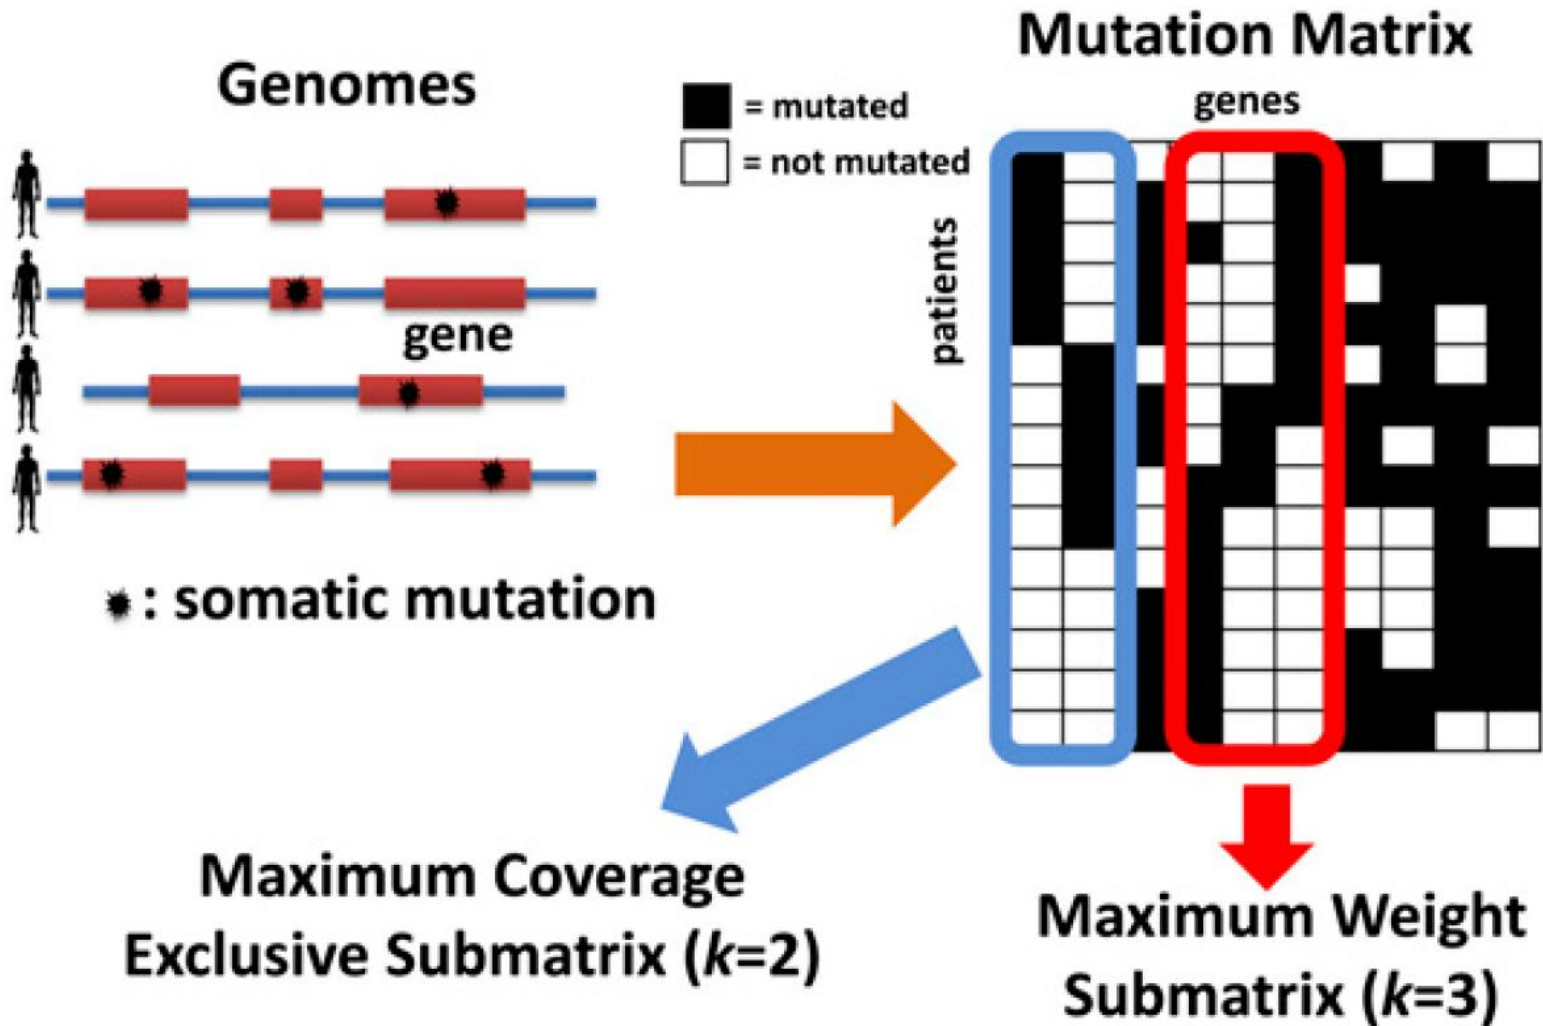 Genomes
gene
: somatic mutation
Mutation Matrix
= mutated
= not mutated
genes
patients
Maximum Coverage
Exclusive Submatrix (k=2)
Maximum Weight
Submatrix (k=3)